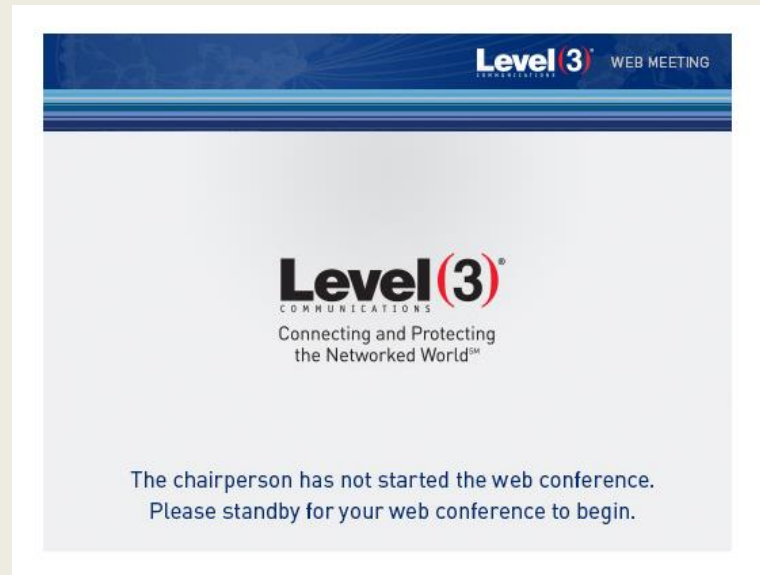 Level(3)® WEB MEETING
COMMUNICATIONS
Level(3)®
COMMUNICATIONS
Connecting and Protecting
the Networked World℠
The chairperson has not started the web conference.
Please standby for your web conference to begin.